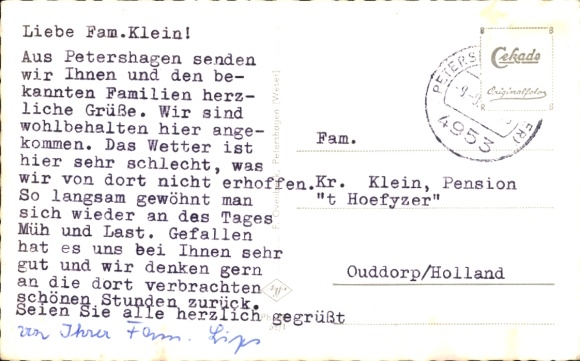 Liebe Fam.Klein!
Aus Petershagen senden
wir Ihnen und den be-
kannten Familien herz-
liche Grüße. Wir sind
wohlbehalten hier ange-
kommen. Das Wetter ist
hier sehr schlecht, was
wir von dort nicht erhoffen.
So langsam gewöhnt man
sich wieder an des Tages
Müh und Last. Gefallen
hat es uns bei Ihnen sehr
gut und wir denken gern
an die dort verbrachten
schönen Stunden zurück.
Seien Sie alle herzlich gegrüßt
von Ihrer Fam. Lips
Petershagen (Weser)
Cekade
Originalfoto
PETERS
4953
Fam.
Kr. Klein, Pension
"t Hoefyzer"
Ouddorp/Holland